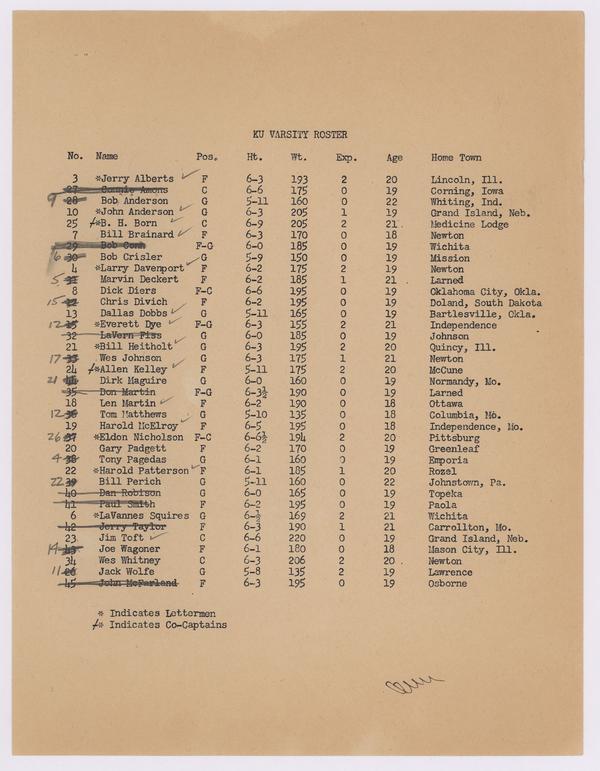 KU VARSITY ROSTER
No. Name Pos. Ht. Wt. Exp. Age Home Town
3 *Jerry Alberts F 6-3 193 2 20 Lincoln, Ill.
27 Connie Amons C 6-6 175 0 19 Corning, Iowa
9 28 Bob Anderson G 5-11 160 0 22 Whiting, Ind.
10 *John Anderson G 6-3 205 1 19 Grand Island, Neb.
25 /*B. H. Born C 6-9 205 2 21 Medicine Lodge
7 Bill Brainard F 6-3 170 0 18 Newton
29 Bob Conn F-G 6-0 185 0 19 Wichita
30 Bob Crisler G 5-9 150 0 19 Mission
4 *Larry Davenport F 6-2 175 2 19 Newton
5 Marvin Deckert F 6-2 185 1 21 Larned
8 Dick Diers F-C 6-6 195 0 19 Oklahoma City, Okla.
15 Chris Divich F 6-2 195 0 19 Doland, South Dakota
13 Dallas Dobbs G 5-11 165 0 19 Bartlesville, Okla.
12 *Everett Dye F-G 6-3 155 2 21 Independence
32 LaVern Fiss G 6-0 185 0 19 Johnson
21 *Bill Heitholt G 6-3 195 2 20 Quincy, Ill.
17 33 Wes Johnson G 6-3 175 1 21 Newton
24 /*Allen Kelley F 5-11 175 2 20 McCune
21 Dirk Maguire G 6-0 160 0 19 Normandy, Mo.
35 Don Martin F-G 6-3½ 190 0 19 Larned
18 Len Martin F 6-2 190 0 18 Ottawa
12 36 Tom Matthews G 5-10 135 0 18 Columbia, Mo.
19 Harold McElroy F 6-5 195 0 18 Independence, Mo.
26 37 *Eldon Nicholson F-C 6-6½ 194 2 20 Pittsburg
20 Gary Padgett F 6-2 170 0 19 Greenleaf
4 38 Tony Pagedas G 6-1 160 0 19 Emporia
22 *Harold Patterson F 6-1 185 1 20 Rozel
22 39 Bill Perich G 5-11 160 0 22 Johnstown, Pa.
40 Dan Robison G 6-0 165 0 19 Topeka
41 Paul Smith F 6-2 195 0 19 Paola
6 *LaVannes Squires G 6-½ 169 2 21 Wichita
42 Jerry Taylor F 6-3 190 1 21 Carrollton, Mo.
23 Jim Toft C 6-6 220 0 19 Grand Island, Neb.
14 43 Joe Wagoner F 6-1 180 0 18 Mason City, Ill.
34 Wes Whitney C 6-3 206 2 20 Newton
11 26 Jack Wolfe G 5-8 135 2 19 Lawrence
45 John McFarland F 6-3 195 0 19 Osborne
* Indicates Lettermen
/* Indicates Co-Captains